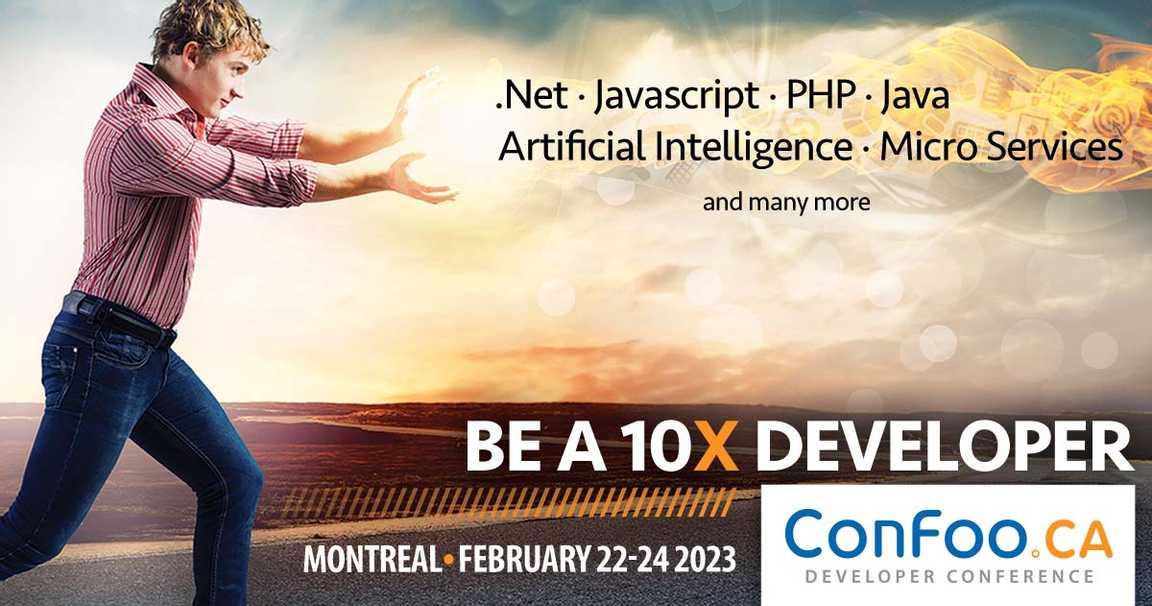 .Net · Javascript · PHP · Java
Artificial Intelligence · Micro Services
and many more
BE A 10X DEVELOPER
MONTREAL • FEBRUARY 22-24 2023
ConFoo.CA
DEVELOPER CONFERENCE